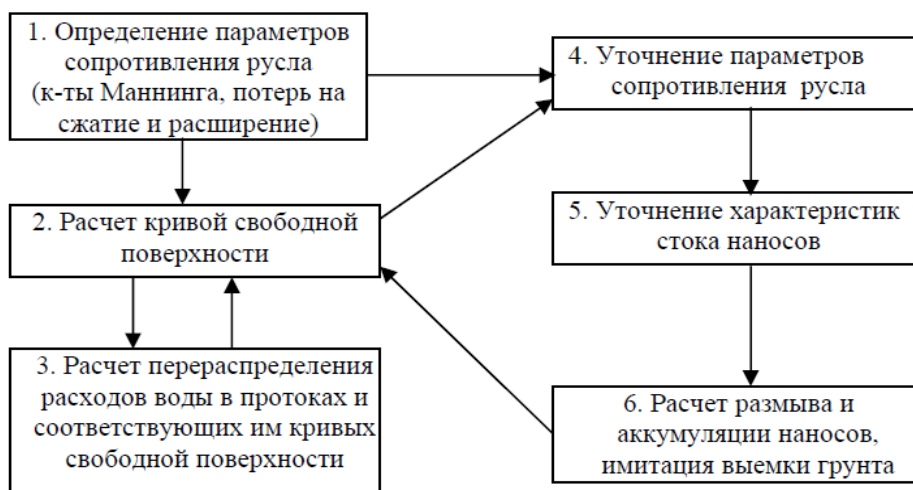 1. Определение параметров
сопротивления русла
(к-ты Маннинга, потерь на
сжатие и расширение)
2. Расчет кривой свободной
поверхности
3. Расчет перераспределения
расходов воды в протоках и
соответствующих им кривых
свободной поверхности
4. Уточнение параметров
сопротивления русла
5. Уточнение характеристик
стока наносов
6. Расчет размыва и
аккумуляции наносов,
имитация выемки грунта